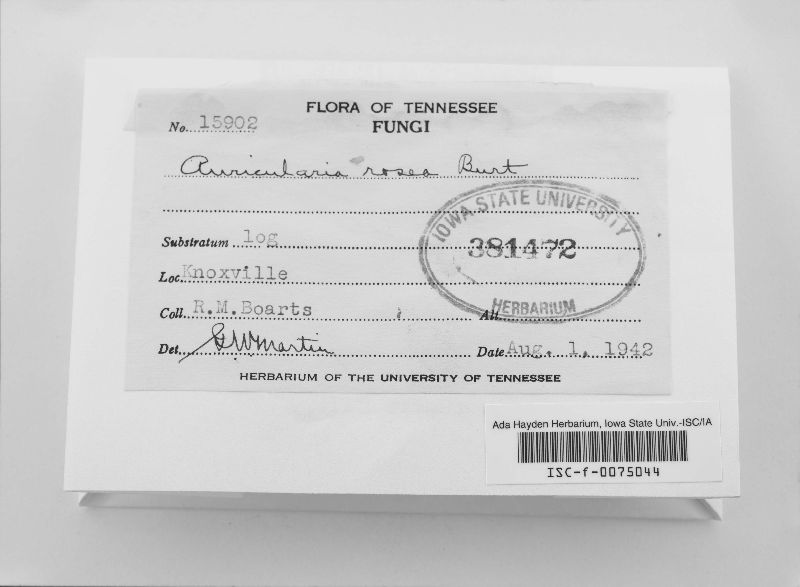 FLORA OF TENNESSEE
No. 15902 FUNGI
Auricularia rosea Burt
IOWA STATE UNIVERSITY
381472
HERBARIUM
Substratum log
Loc. Knoxville
Coll. R.M.Boarts Alt.
Det. G W Martin Date Aug. 1, 1942
HERBARIUM OF THE UNIVERSITY OF TENNESSEE
Ada Hayden Herbarium, Iowa State Univ.-ISC/IA
ISC-f-0075044